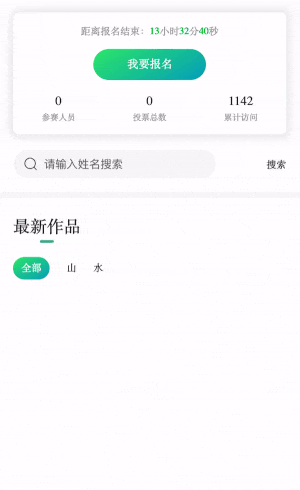 距离报名结束：13小时32分40秒
我要报名
0 0 1142
参赛人员 投票总数 累计访问
请输入姓名搜索 搜索
最新作品
全部 山 水